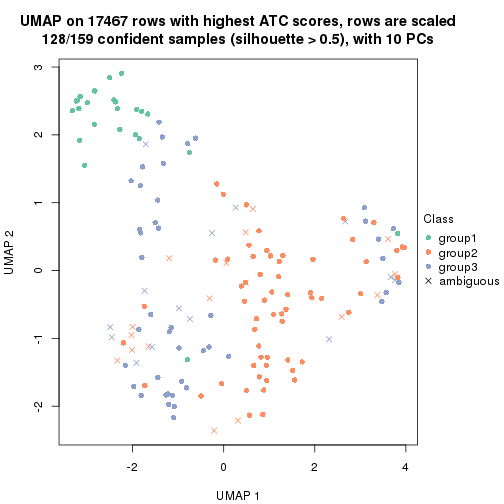 UMAP on 17467 rows with highest ATC scores, rows are scaled
128/159 confident samples (silhouette > 0.5), with 10 PCs
3
2
1
0
-1
-2
UMAP 2
-2
0
2
4
UMAP 1
Class
group1
group2
group3
ambiguous